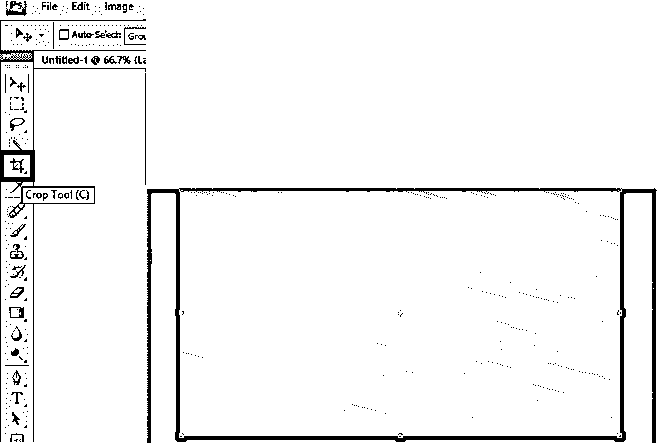 Ps File Edit Image
Auto-Select: Grou
Untitled-1 @ 66.7% (La
Crop Tool (C)
T